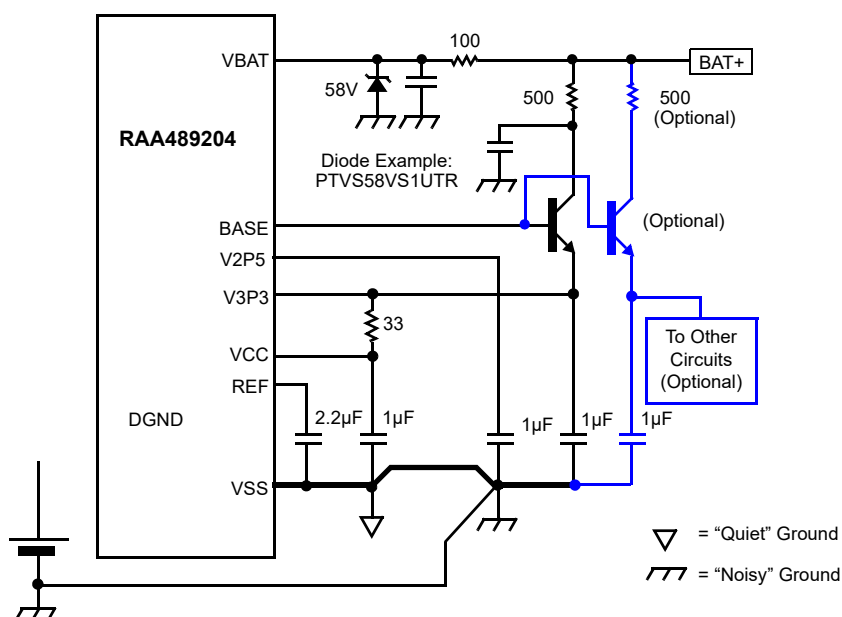 100
VBAT
BAT+
58V
500
500
(Optional)
RAA489204
Diode Example:
PTVS58VS1UTR
BASE
(Optional)
V2P5
V3P3
33
VCC
To Other
Circuits
(Optional)
REF
DGND
2.2µF
1µF
1µF
1µF
1µF
VSS
= “Quiet” Ground
= “Noisy” Ground